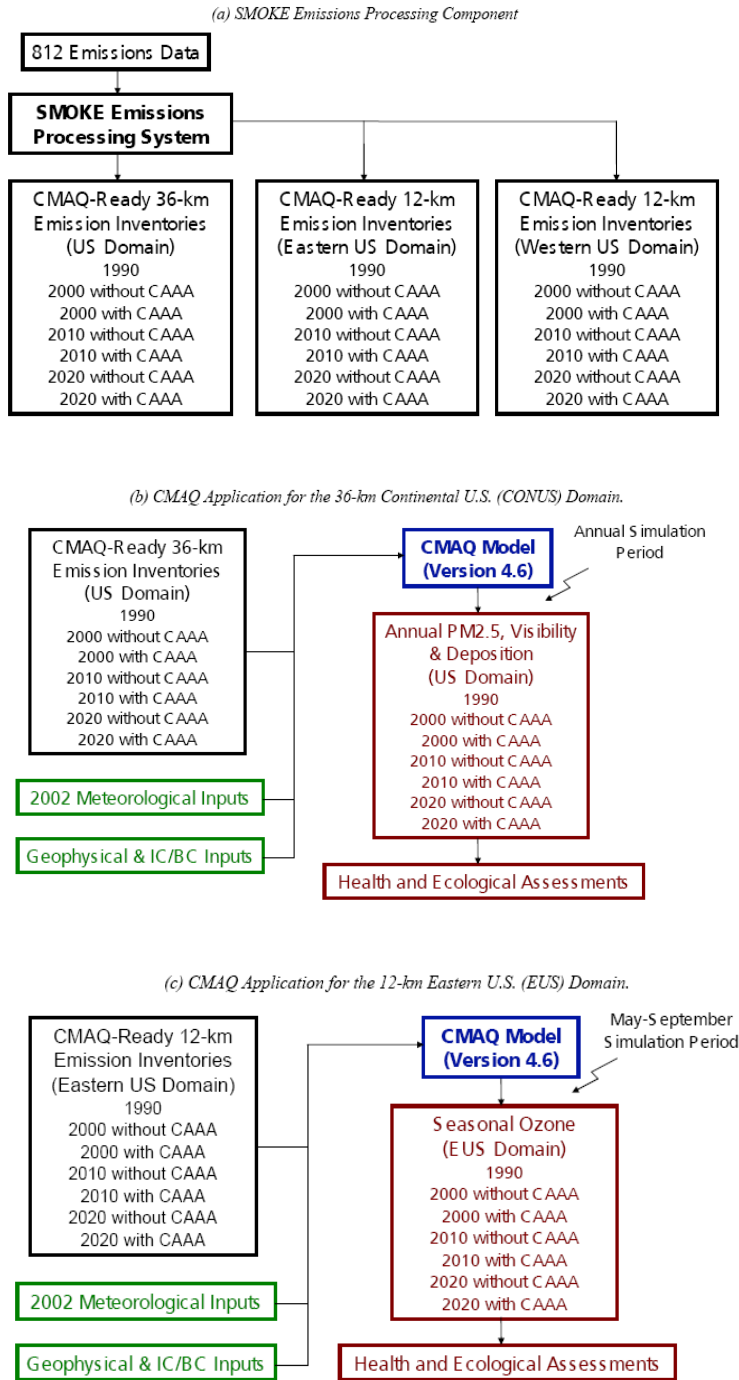 (a) SMOKE Emissions Processing Component
812 Emissions Data
SMOKE Emissions
Processing System
CMAQ-Ready 36-km
Emission Inventories
(US Domain)
1990
2000 without CAAA
2000 with CAAA
2010 without CAAA
2010 with CAAA
2020 without CAAA
2020 with CAAA
CMAQ-Ready 12-km
Emission Inventories
(Eastern US Domain)
1990
2000 without CAAA
2000 with CAAA
2010 without CAAA
2010 with CAAA
2020 without CAAA
2020 with CAAA
CMAQ-Ready 12-km
Emission Inventories
(Western US Domain)
1990
2000 without CAAA
2000 with CAAA
2010 without CAAA
2010 with CAAA
2020 without CAAA
2020 with CAAA
(b) CMAQ Application for the 36-km Continental U.S. (CONUS) Domain.
CMAQ-Ready 36-km
Emission Inventories
(US Domain)
1990
2000 without CAAA
2000 with CAAA
2010 without CAAA
2010 with CAAA
2020 without CAAA
2020 with CAAA
2002 Meteorological Inputs
Geophysical & IC/BC Inputs
CMAQ Model
(Version 4.6)
Annual Simulation
Period
Annual PM2.5, Visibility
& Deposition
(US Domain)
1990
2000 without CAAA
2000 with CAAA
2010 without CAAA
2010 with CAAA
2020 without CAAA
2020 with CAAA
Health and Ecological Assessments
(c) CMAQ Application for the 12-km Eastern U.S. (EUS) Domain.
CMAQ-Ready 12-km
Emission Inventories
(Eastern US Domain)
1990
2000 without CAAA
2000 with CAAA
2010 without CAAA
2010 with CAAA
2020 without CAAA
2020 with CAAA
2002 Meteorological Inputs
Geophysical & IC/BC Inputs
CMAQ Model
(Version 4.6)
May-September
Simulation Period
Seasonal Ozone
(EUS Domain)
1990
2000 without CAAA
2000 with CAAA
2010 without CAAA
2010 with CAAA
2020 without CAAA
2020 with CAAA
Health and Ecological Assessments